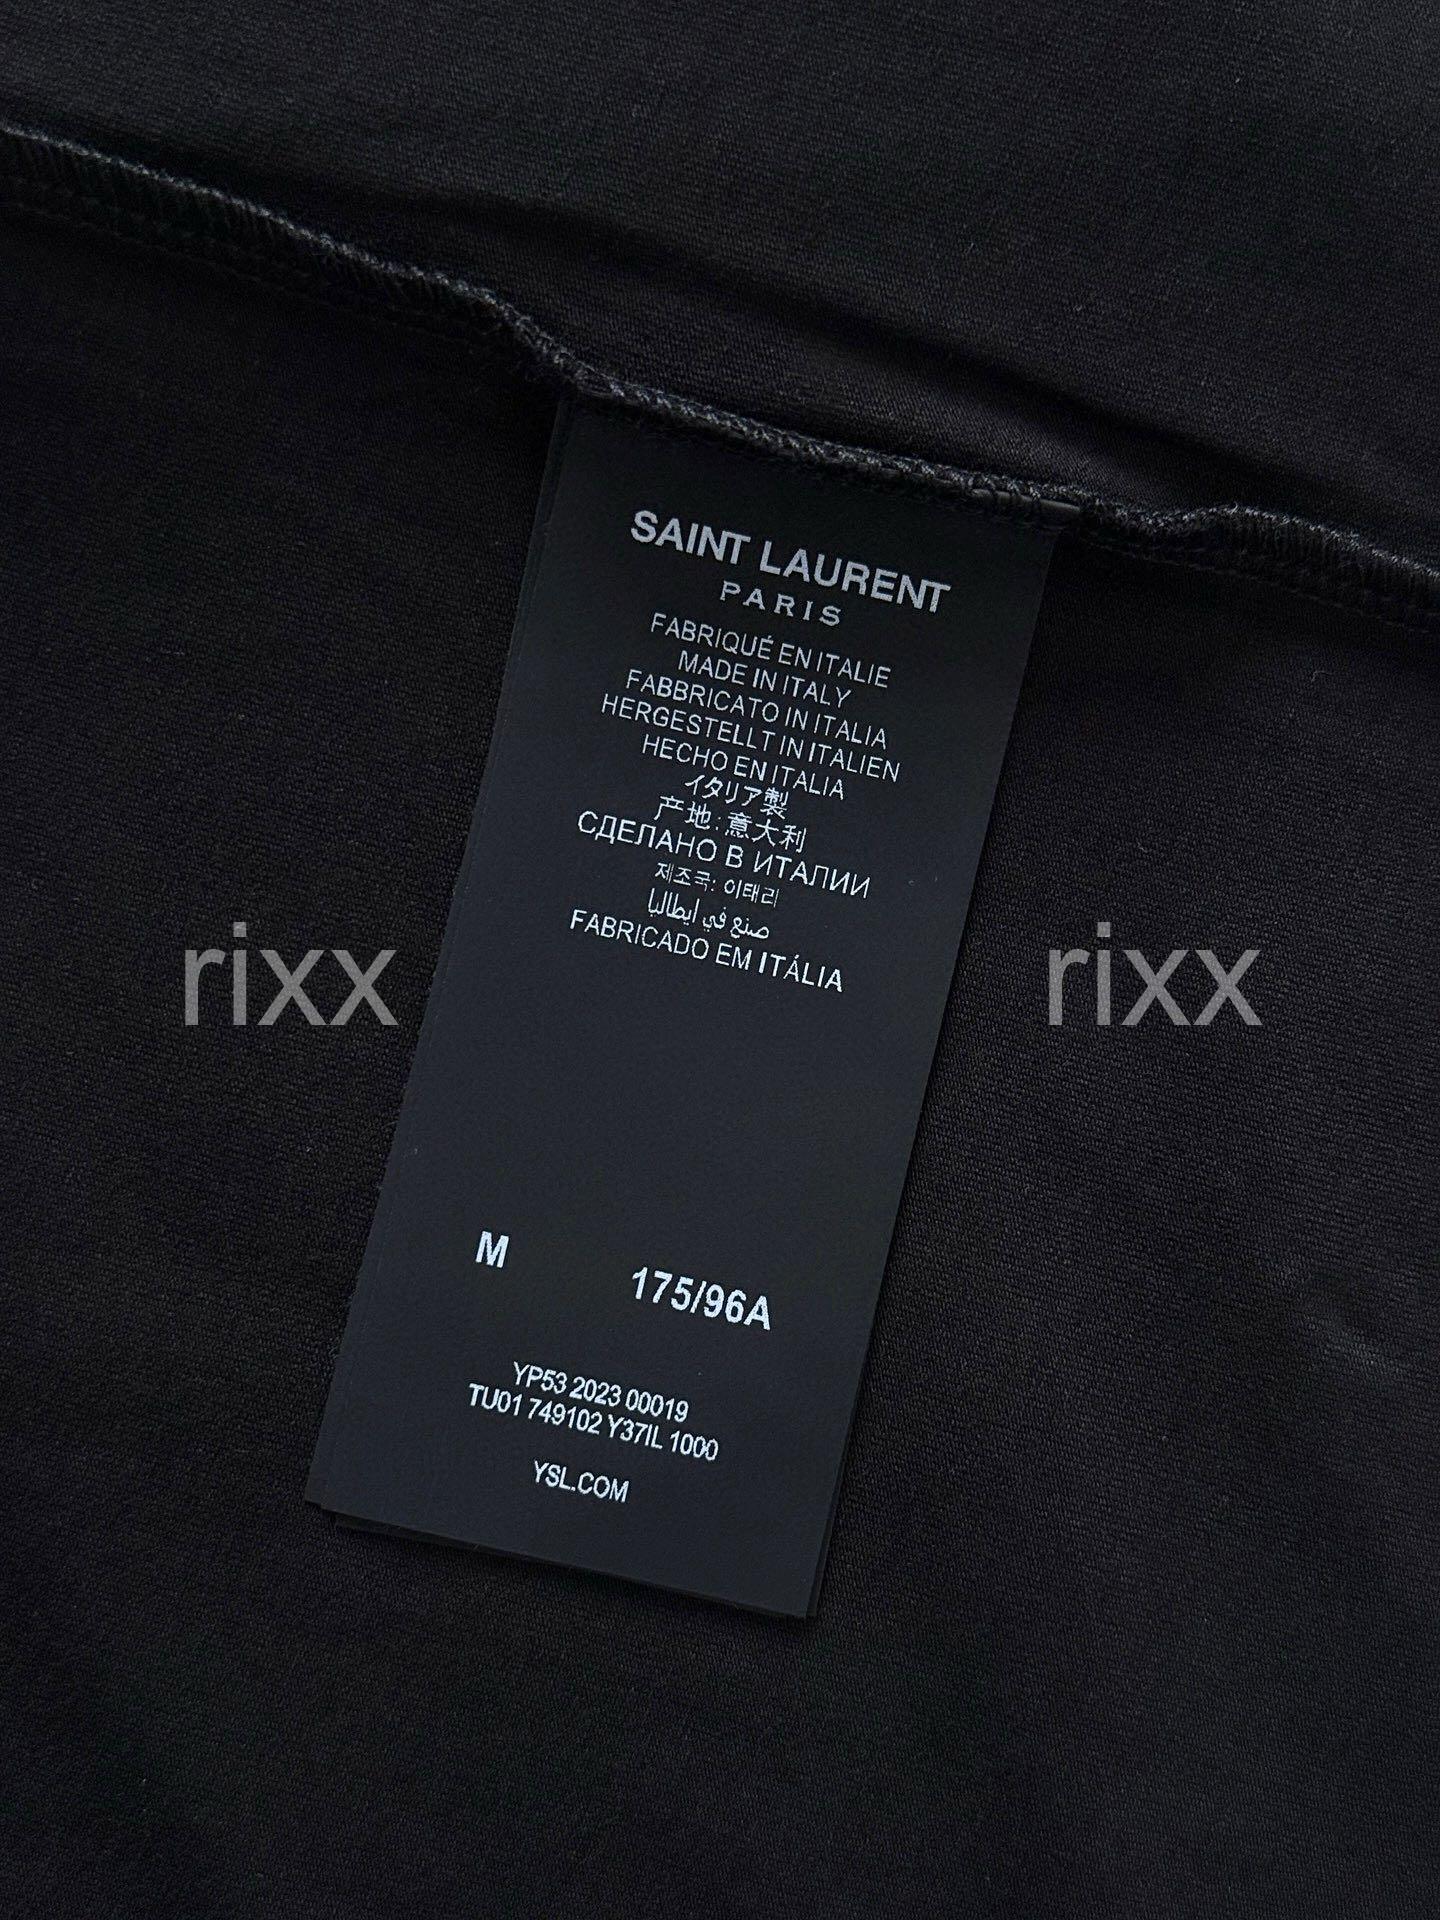 SAINT LAURENT
PARIS
FABRIQUÉ EN ITALIE
MADE IN ITALY
FABBRICATO IN ITALIA
HERGESTELLT IN ITALIEN
HECHO EN ITALIA
イタリア製
产地: 意大利
СДЕЛАНО В ИТАЛИИ
제조국: 이태리
صنع في ايطاليا
FABRICADO EM ITÁLIA
rixx rixx
M 175/96A
YP53 2023 00019
TU01 749102 Y37IL 1000
YSL.COM